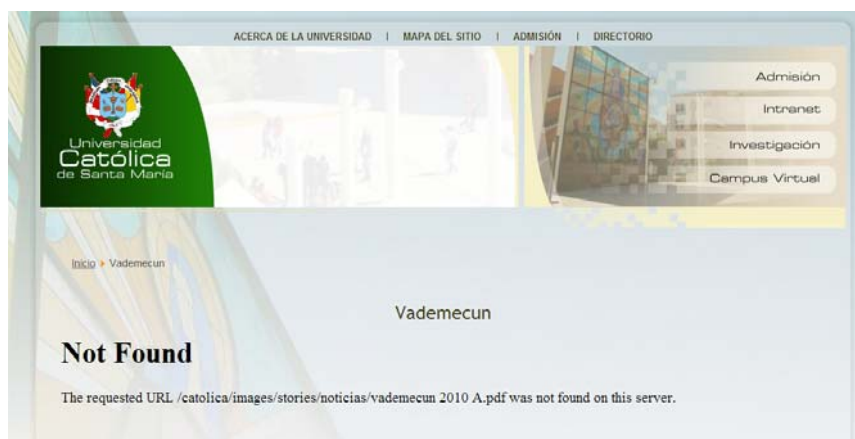 ACERCA DE LA UNIVERSIDAD | MAPA DEL SITIO | ADMISIÓN | DIRECTORIO
Universidad
Católica
de Santa María
Admisión
Intranet
Investigación
Campus Virtual
Inicio Vademecun
Vademecun
Not Found
The requested URL /catolica/images/stories/noticias/vademecun 2010 A.pdf was not found on this server.